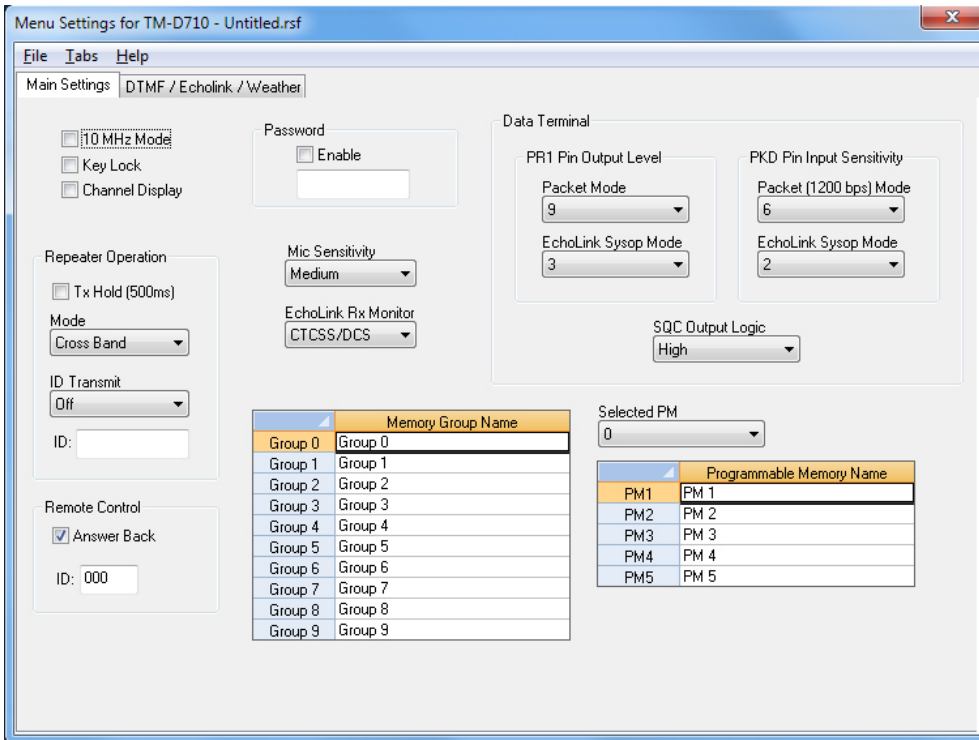 Menu Settings for TM-D710 - Untitled.rsf
x
File Tabs Help
Main Settings DTMF / Echolink / Weather
10 MHz Mode
Key Lock
Channel Display
Password
Enable
Data Terminal
PR1 Pin Output Level
Packet Mode
9
EchoLink Sysop Mode
3
PKD Pin Input Sensitivity
Packet (1200 bps) Mode
6
EchoLink Sysop Mode
2
SQC Output Logic
High
Repeater Operation
Tx Hold (500ms)
Mode
Cross Band
ID Transmit
Off
ID:
Mic Sensitivity
Medium
EchoLink Rx Monitor
CTCSS/DCS
Remote Control
Answer Back
ID: 000
Memory Group Name
Group 0 Group 0
Group 1 Group 1
Group 2 Group 2
Group 3 Group 3
Group 4 Group 4
Group 5 Group 5
Group 6 Group 6
Group 7 Group 7
Group 8 Group 8
Group 9 Group 9
Selected PM
0
Programmable Memory Name
PM1 PM 1
PM2 PM 2
PM3 PM 3
PM4 PM 4
PM5 PM 5